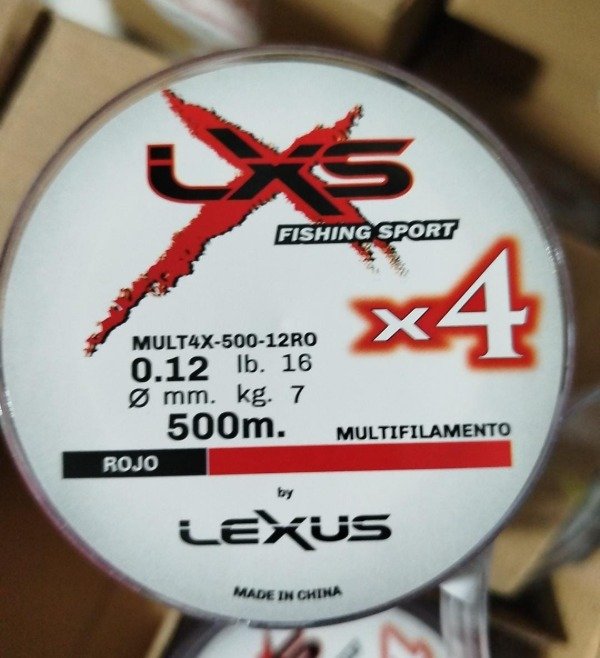 LXS
FISHING SPORT
x4
MULT4X-500-12RO
0.12 lb. 16
Ø mm. kg. 7
500m.
MULTIFILAMENTO
ROJO
by
LEXUS
MADE IN CHINA